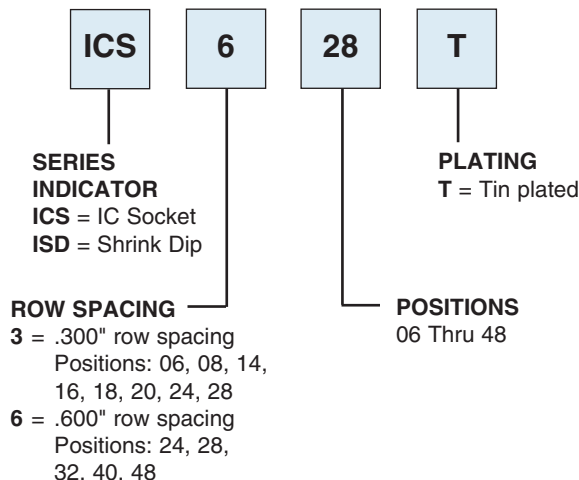 ICS 6 28 T
SERIES
INDICATOR
ICS = IC Socket
ISD = Shrink Dip
PLATING
T = Tin plated
ROW SPACING
3 = .300" row spacing
Positions: 06, 08, 14,
16, 18, 20, 24, 28
6 = .600" row spacing
Positions: 24, 28,
32, 40, 48
POSITIONS
06 Thru 48